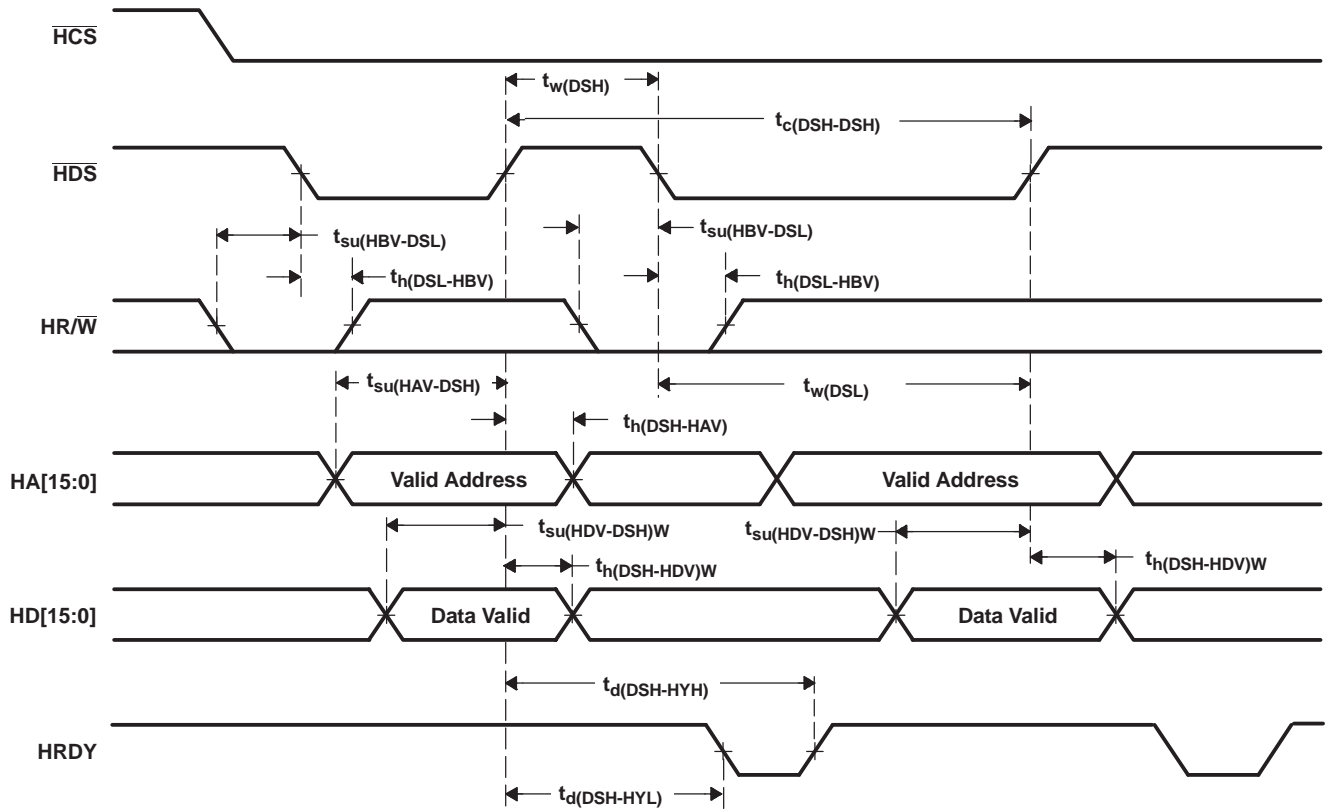 HCS
tw(DSH)
tc(DSH-DSH)
HDS
tsu(HBV-DSL)
tsu(HBV-DSL)
th(DSL-HBV)
th(DSL-HBV)
HR/W
tsu(HAV-DSH)
tw(DSL)
th(DSH-HAV)
HA[15:0]
Valid Address
Valid Address
tsu(HDV-DSH)W
tsu(HDV-DSH)W
th(DSH-HDV)W
th(DSH-HDV)W
HD[15:0]
Data Valid
Data Valid
td(DSH-HYH)
HRDY
td(DSH-HYL)